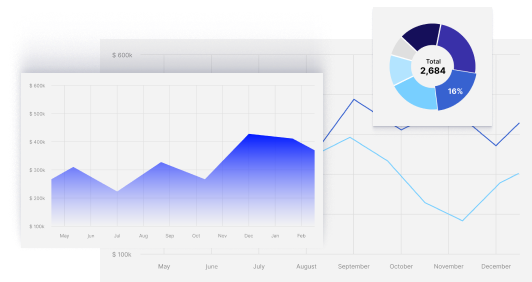 $ 600k
Total
2,684
16%
$ 600k
$ 500k
$ 400k
$ 300k
$ 200k
$ 100k
May Jun Jul Aug Sep Oct Nov Dec Jan Feb
$ 100k
May June July August September October November December